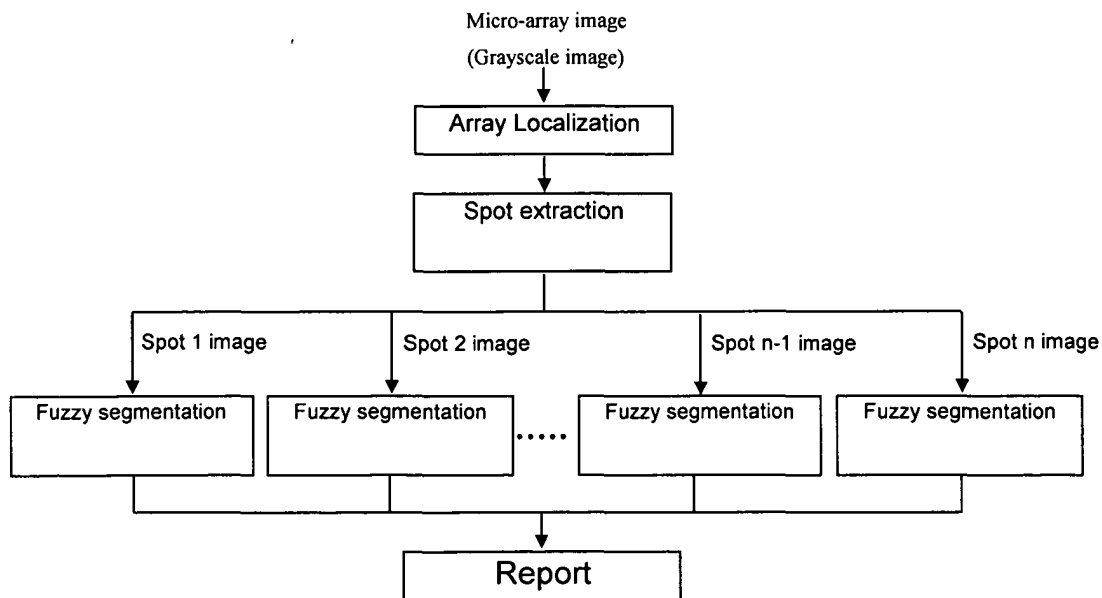 Micro-array image
(Grayscale image)
Array Localization
Spot extraction
Spot 1 image
Spot 2 image
Spot n-1 image
Spot n image
Fuzzy segmentation
Fuzzy segmentation
.....
Fuzzy segmentation
Fuzzy segmentation
Report